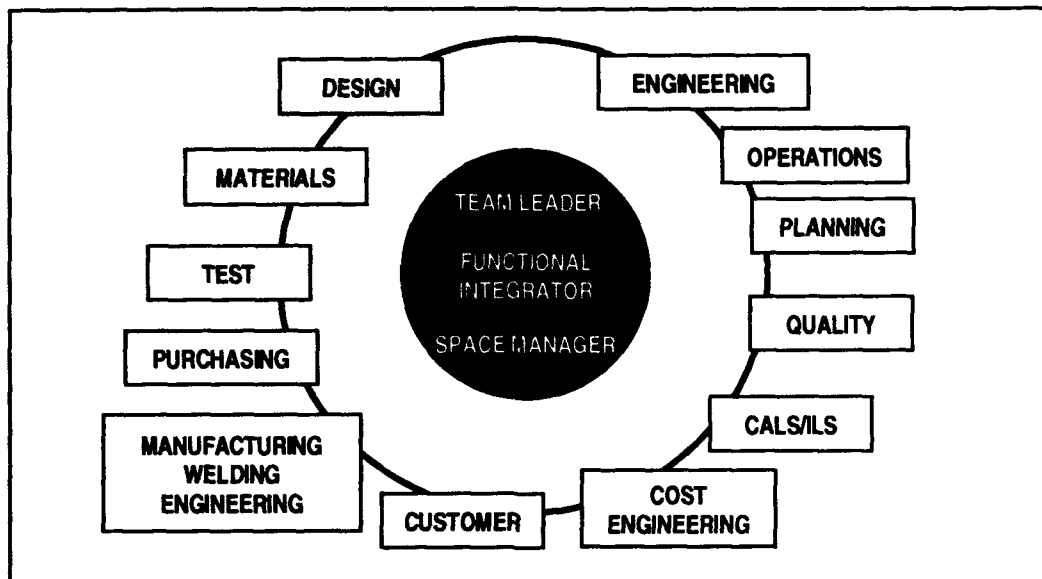 DESIGN
ENGINEERING
OPERATIONS
MATERIALS
TEAM LEADER
PLANNING
TEST
FUNCTIONAL
INTEGRATOR
QUALITY
PURCHASING
SPACE MANAGER
CALS/ILS
MANUFACTURING
WELDING
ENGINEERING
CUSTOMER
COST
ENGINEERING